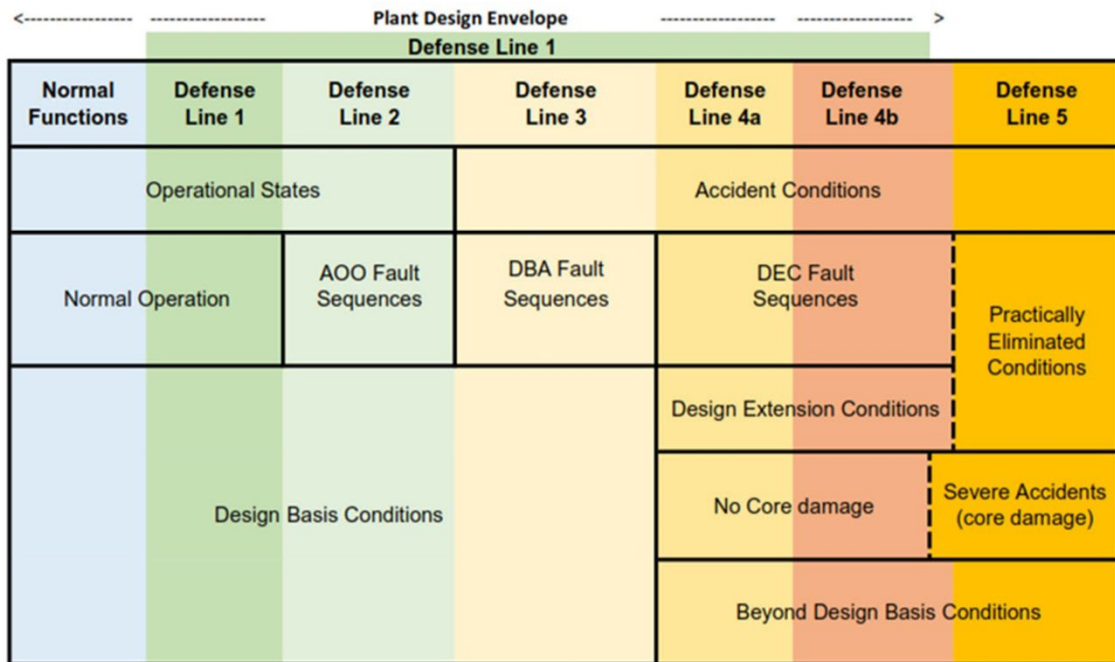 <---------------- ---------------- Plant Design Envelope ---------------- ---------------- >
Defense Line 1
Normal
Functions
Defense
Line 1
Defense
Line 2
Defense
Line 3
Defense
Line 4a
Defense
Line 4b
Defense
Line 5
Operational States
Accident Conditions
Normal Operation
AOO Fault
Sequences
DBA Fault
Sequences
DEC Fault
Sequences
Practically
Eliminated
Conditions
Design Extension Conditions
Design Basis Conditions
No Core damage
Severe Accidents
(core damage)
Beyond Design Basis Conditions